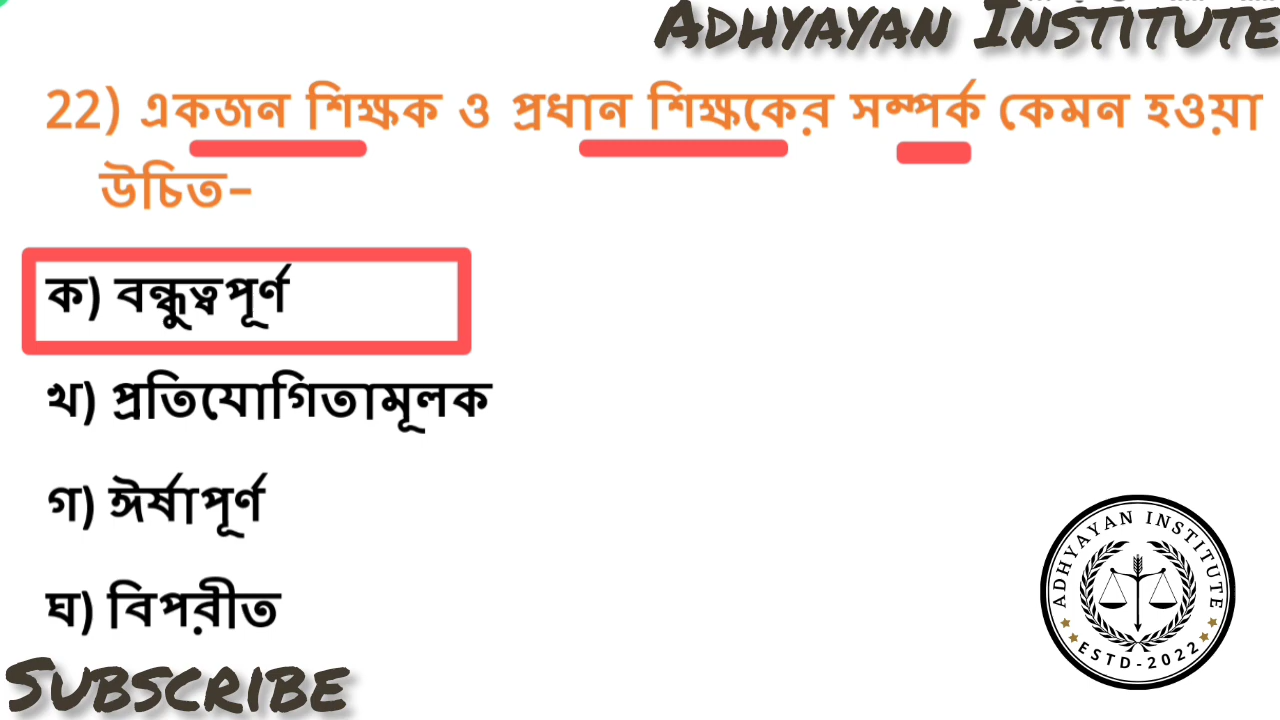 ADHYAYAN INSTITUTE
22) একজন শিক্ষক ও প্রধান শিক্ষকের সম্পর্ক কেমন হওয়া
উচিত–
ক) বন্ধুত্বপূর্ণ
খ) প্রতিযোগিতামূলক
গ) ঈর্ষাপূর্ণ
ঘ) বিপরীত
ADHYAYAN INSTITUTE
ESTD-2022
SUBSCRIBE